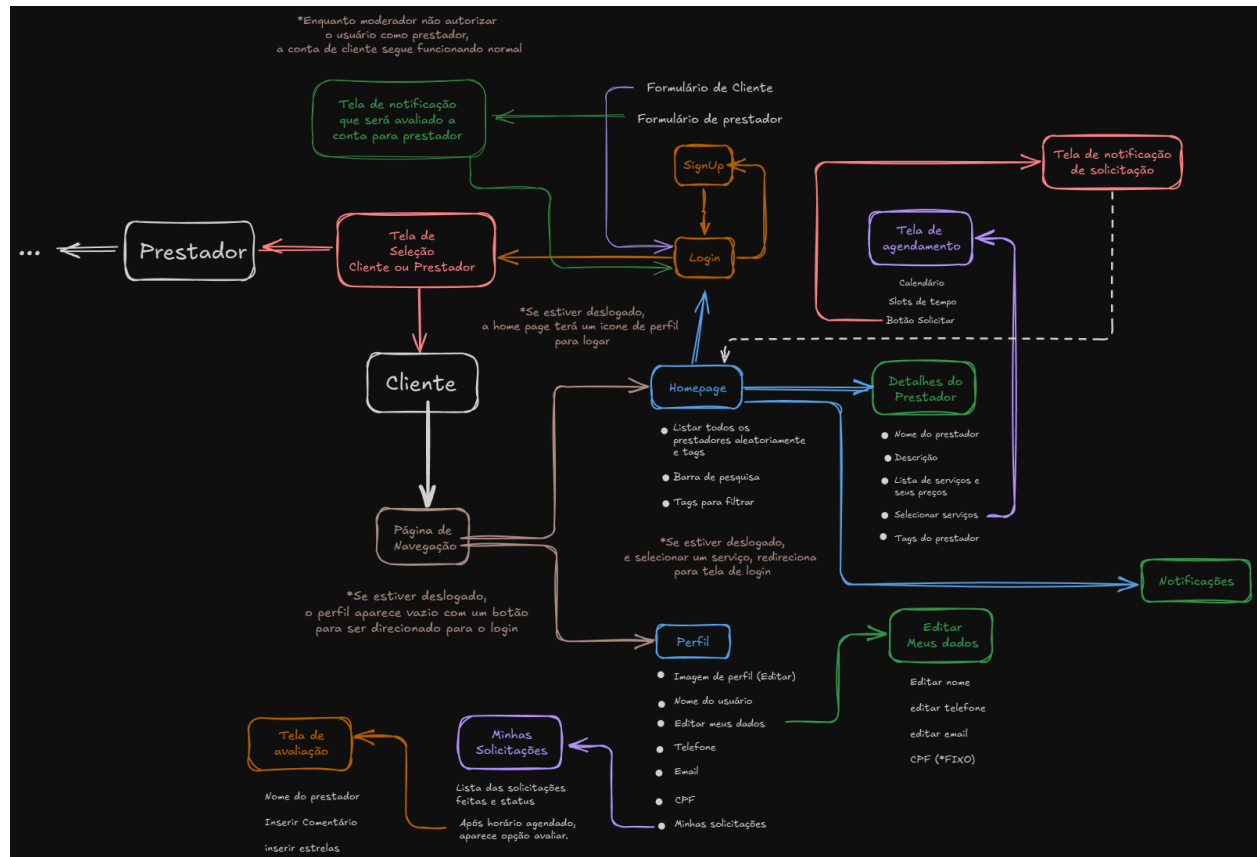 *Enquanto moderador não autorizar
o usuário como prestador,
a conta de cliente segue funcionando normal
Tela de notificação
que será avaliado a
conta para prestador
Formulário de Cliente
Formulário de prestador
SignUp
Tela de notificação
de solicitação
...
Prestador
Tela de
Seleção
Cliente ou Prestador
Login
Tela de
agendamento
Calendário
Slots de tempo
Botão Solicitar
*Se estiver deslogado,
a home page terá um icone de perfil
para logar
Cliente
Homepage
Listar todos os
prestadores aleatoriamente
e tags
Barra de pesquisa
Tags para filtrar
Detalhes do
Prestador
Nome do prestador
Descrição
Lista de serviços e
seus preços
Selecionar serviços
Tags do prestador
Página de
Navegação
*Se estiver deslogado,
e selecionar um serviço, redireciona
para tela de login
Notificações
*Se estiver deslogado,
o perfil aparece vazio com um botão
para ser direcionado para o login
Perfil
Imagem de perfil (Editar)
Nome do usuário
Editar meus dados
Telefone
Email
CPF
Minhas solicitações
Editar
Meus dados
Editar nome
editar telefone
editar email
CPF (*FIXO)
Tela de
avaliação
Nome do prestador
Inserir Comentário
inserir estrelas
Minhas
Solicitações
Lista das solicitações
feitas e status
Após horário agendado,
aparece opção avaliar.